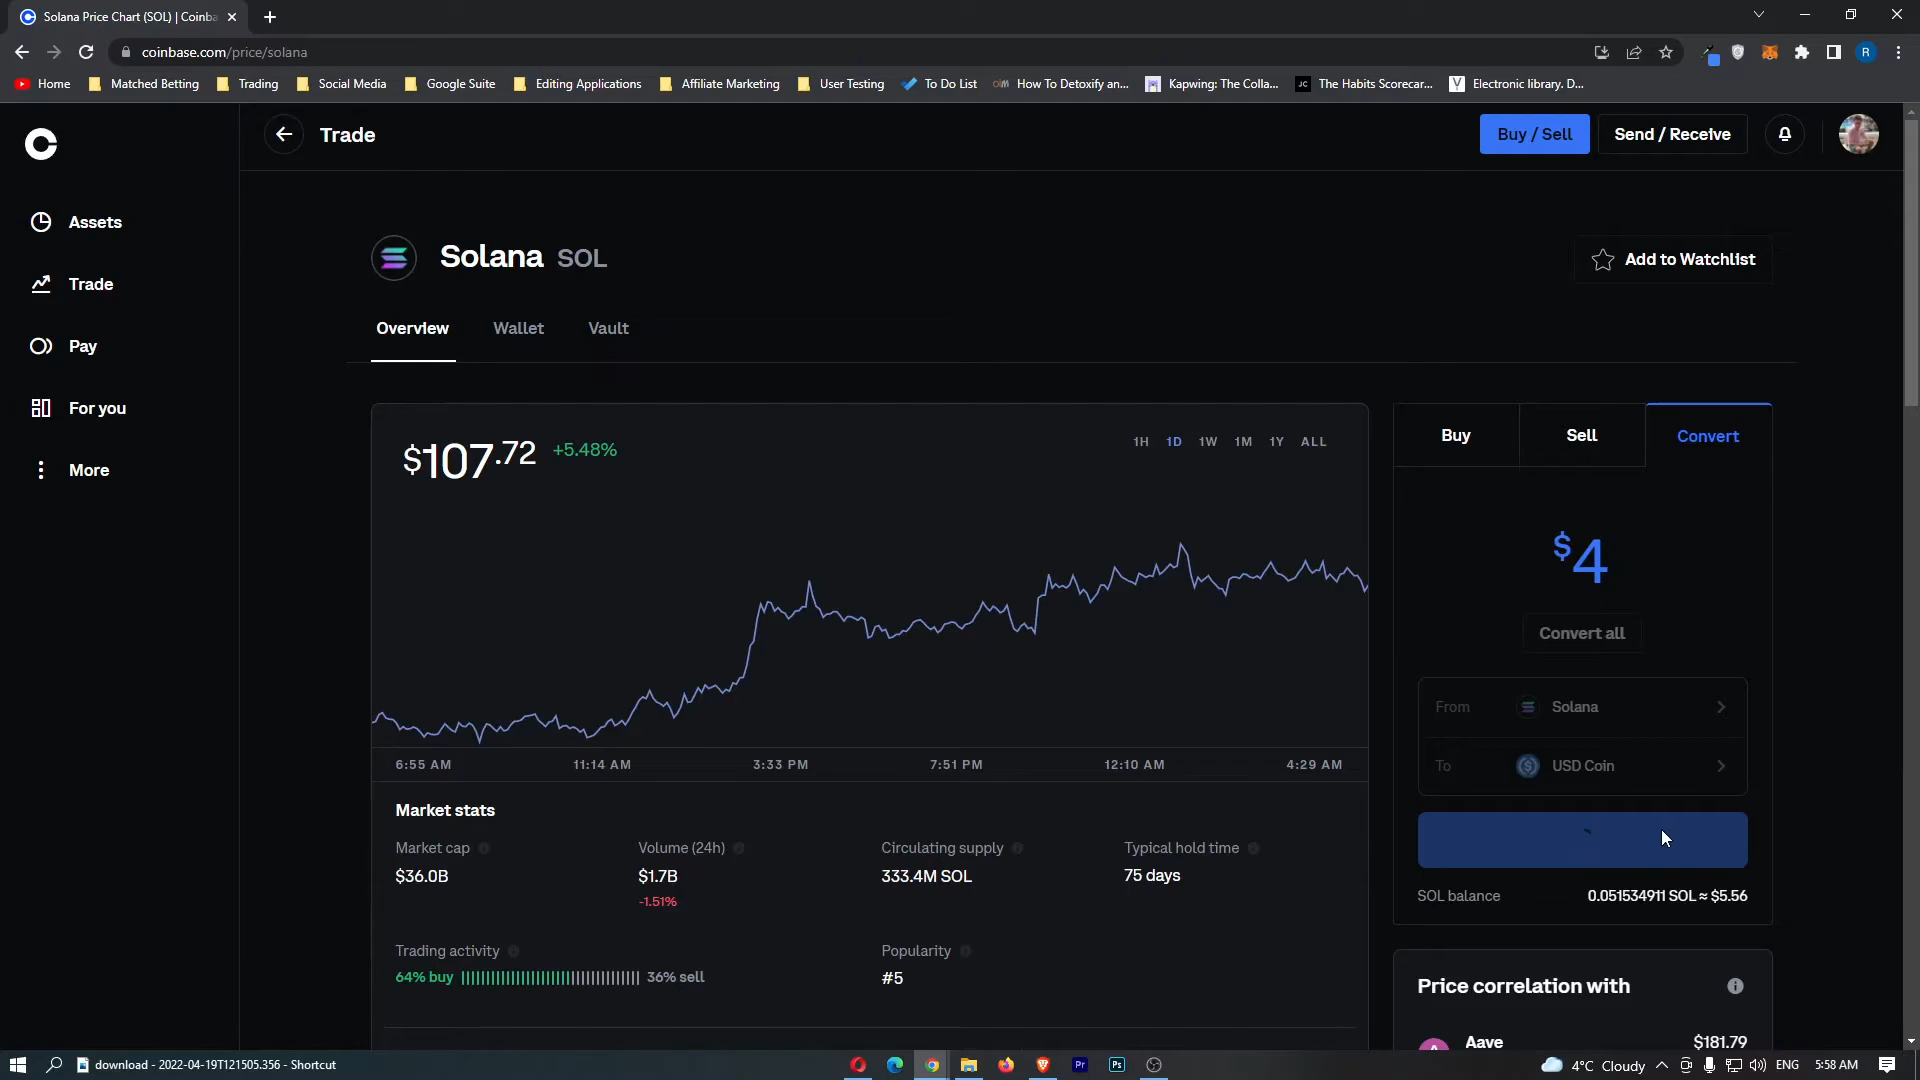 Solana Price Chart (SOL) | Coinba
coinbase.com/price/solana
R
Home
Matched Betting
Trading
Social Media
Google Suite
Editing Applications
Affiliate Marketing
User Testing
To Do List
How To Detoxify an...
Kapwing: The Colla...
JC
The Habits Scorecar...
Electronic library. D...
Trade
Buy / Sell
Send / Receive
Assets
Trade
Pay
For you
More
Solana SOL
Add to Watchlist
Overview
Wallet
Vault
$107.72 +5.48%
1H 1D 1W 1M 1Y ALL
6:55 AM 11:14 AM 3:33 PM 7:51 PM 12:10 AM 4:29 AM
Market stats
Market cap
$36.0B
Volume (24h)
$1.7B
-1.51%
Circulating supply
333.4M SOL
Typical hold time
75 days
Trading activity
64% buy
36% sell
Popularity
#5
Buy
Sell
Convert
$4
Convert all
From Solana
To USD Coin
SOL balance 0.051534911 SOL ≈ $5.56
Price correlation with
Aave $181.79
download - 2022-04-19T121505.356 - Shortcut
Pr
Ps
4°C Cloudy
ENG
5:58 AM